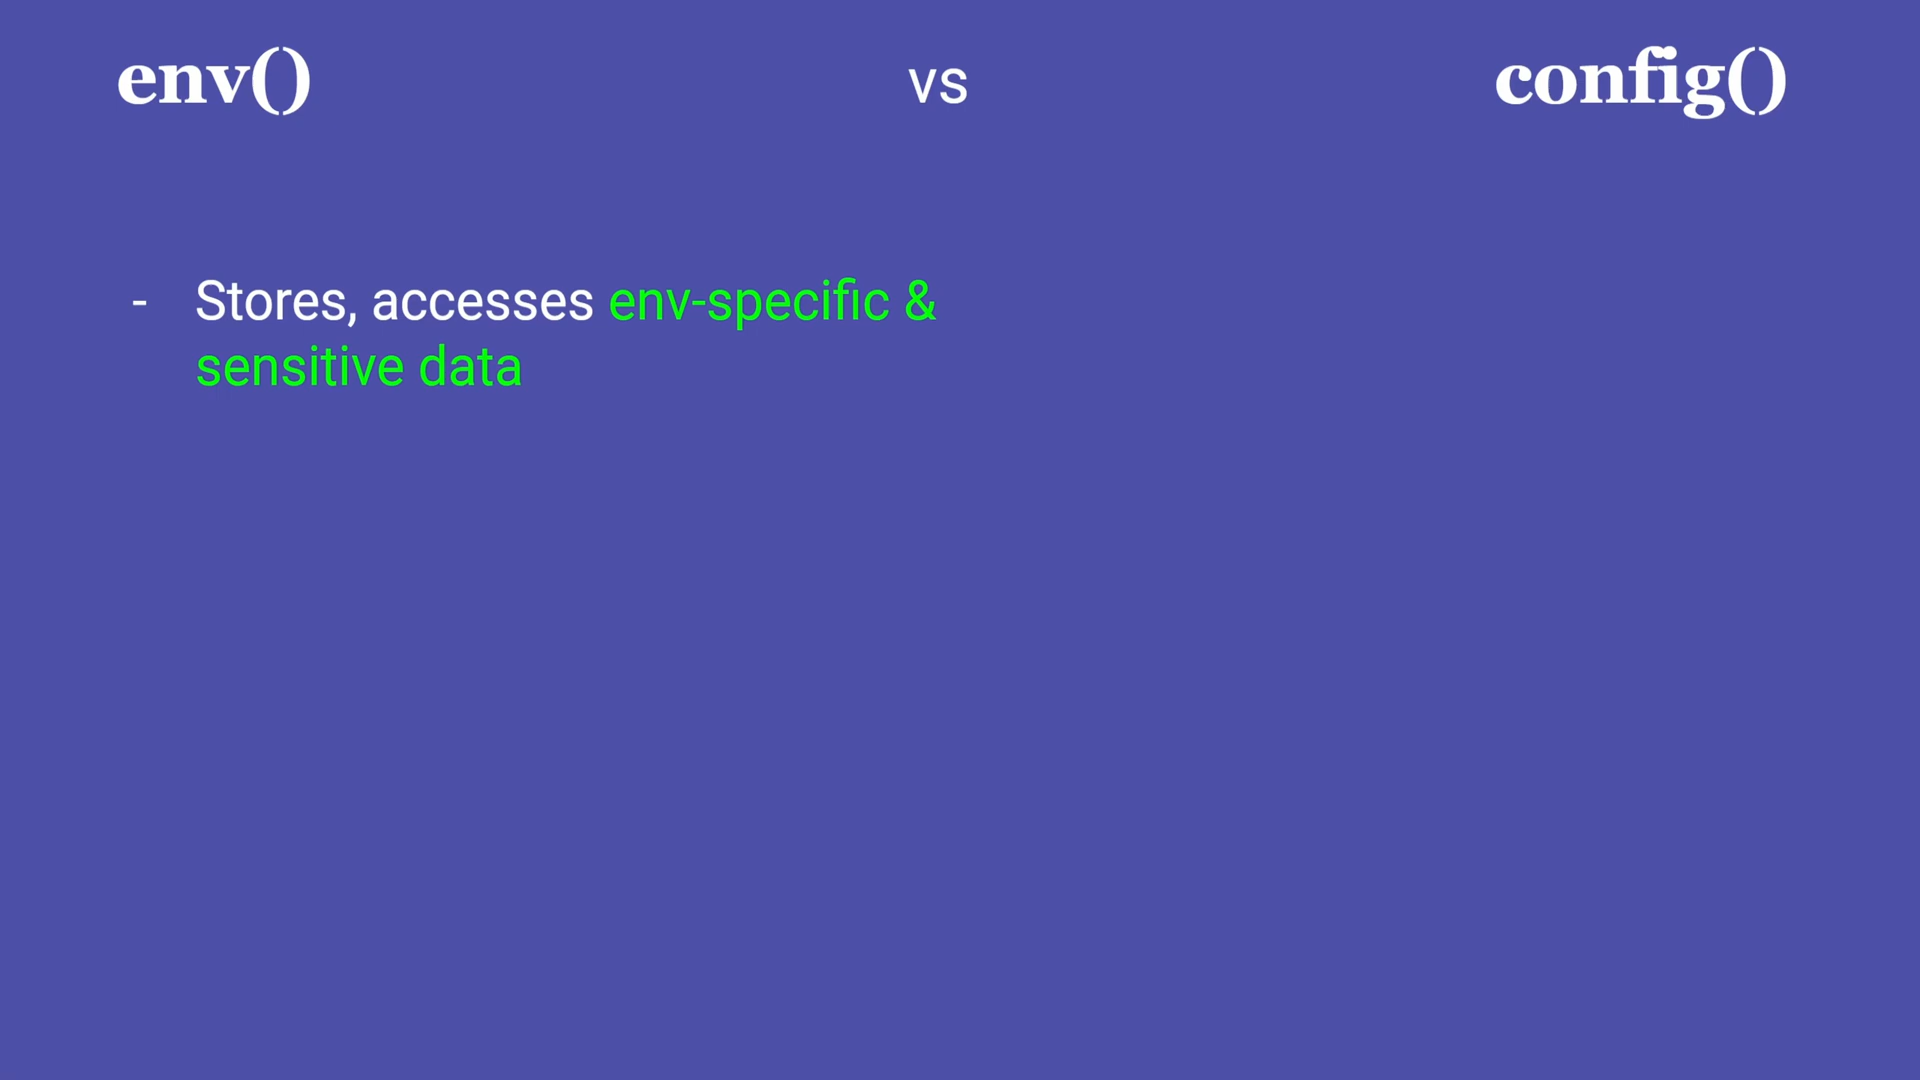 env() vs config()
- Stores, accesses env-specific &
sensitive data